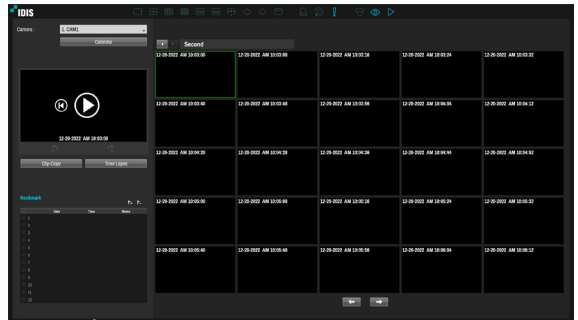 IDIS
Camera :
1. CAM1
Calendar
Second
12-20-2022 AM 10:03:00
12-20-2022 AM 10:03:08
12-20-2022 AM 10:03:16
12-20-2022 AM 10:03:24
12-20-2022 AM 10:03:32
12-20-2022 AM 10:03:40
12-20-2022 AM 10:03:48
12-20-2022 AM 10:03:56
12-20-2022 AM 10:04:04
12-20-2022 AM 10:04:12
12-20-2022 AM 10:03:00
12-20-2022 AM 10:04:20
12-20-2022 AM 10:04:28
12-20-2022 AM 10:04:36
12-20-2022 AM 10:04:44
12-20-2022 AM 10:04:52
Clip-Copy
Time Lapse
Bookmark
Date Time Memo
1
2
3
4
5
6
7
8
9
10
11
12
12-20-2022 AM 10:05:00
12-20-2022 AM 10:05:08
12-20-2022 AM 10:05:16
12-20-2022 AM 10:05:24
12-20-2022 AM 10:05:32
12-20-2022 AM 10:05:40
12-20-2022 AM 10:05:48
12-20-2022 AM 10:05:56
12-20-2022 AM 10:06:04
12-20-2022 AM 10:06:12